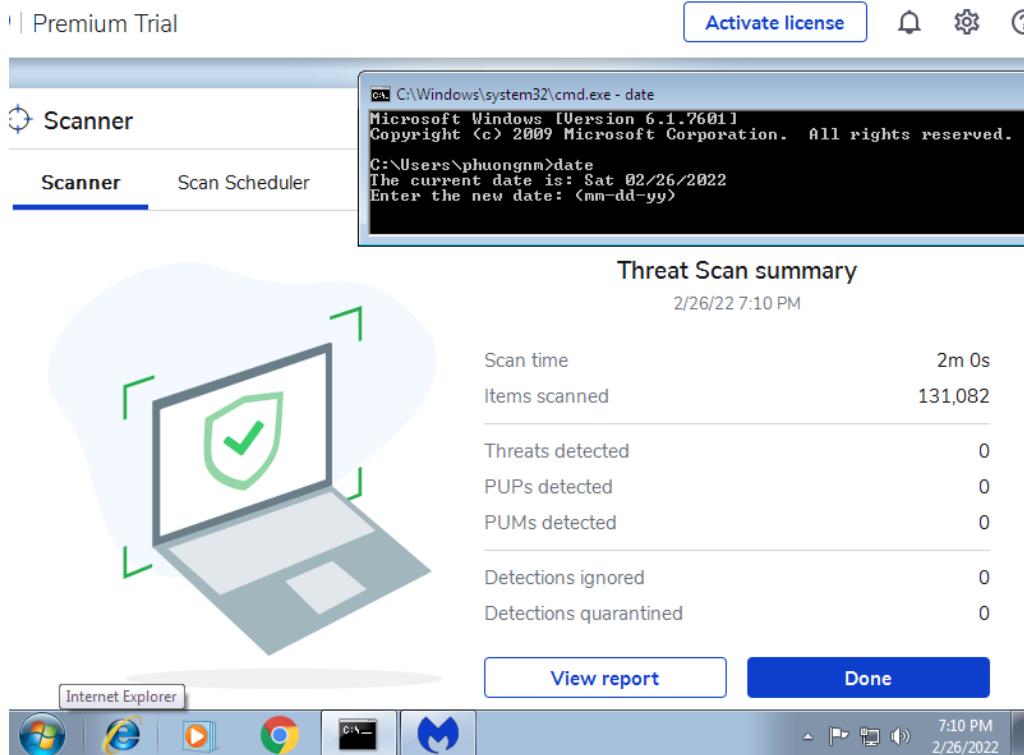 Premium Trial
Activate license
C:\Windows\system32\cmd.exe - date
Microsoft Windows [Version 6.1.7601]
Copyright (c) 2009 Microsoft Corporation.  All rights reserved.
C:\Users\phuongnm>date
The current date is: Sat 02/26/2022
Enter the new date: (mm-dd-yy)
Scanner
Scanner
Scan Scheduler
Threat Scan summary
2/26/22 7:10 PM
Scan time 2m 0s
Items scanned 131,082
Threats detected 0
PUPs detected 0
PUMs detected 0
Detections ignored 0
Detections quarantined 0
View report
Done
Internet Explorer
C:\_
7:10 PM
2/26/2022